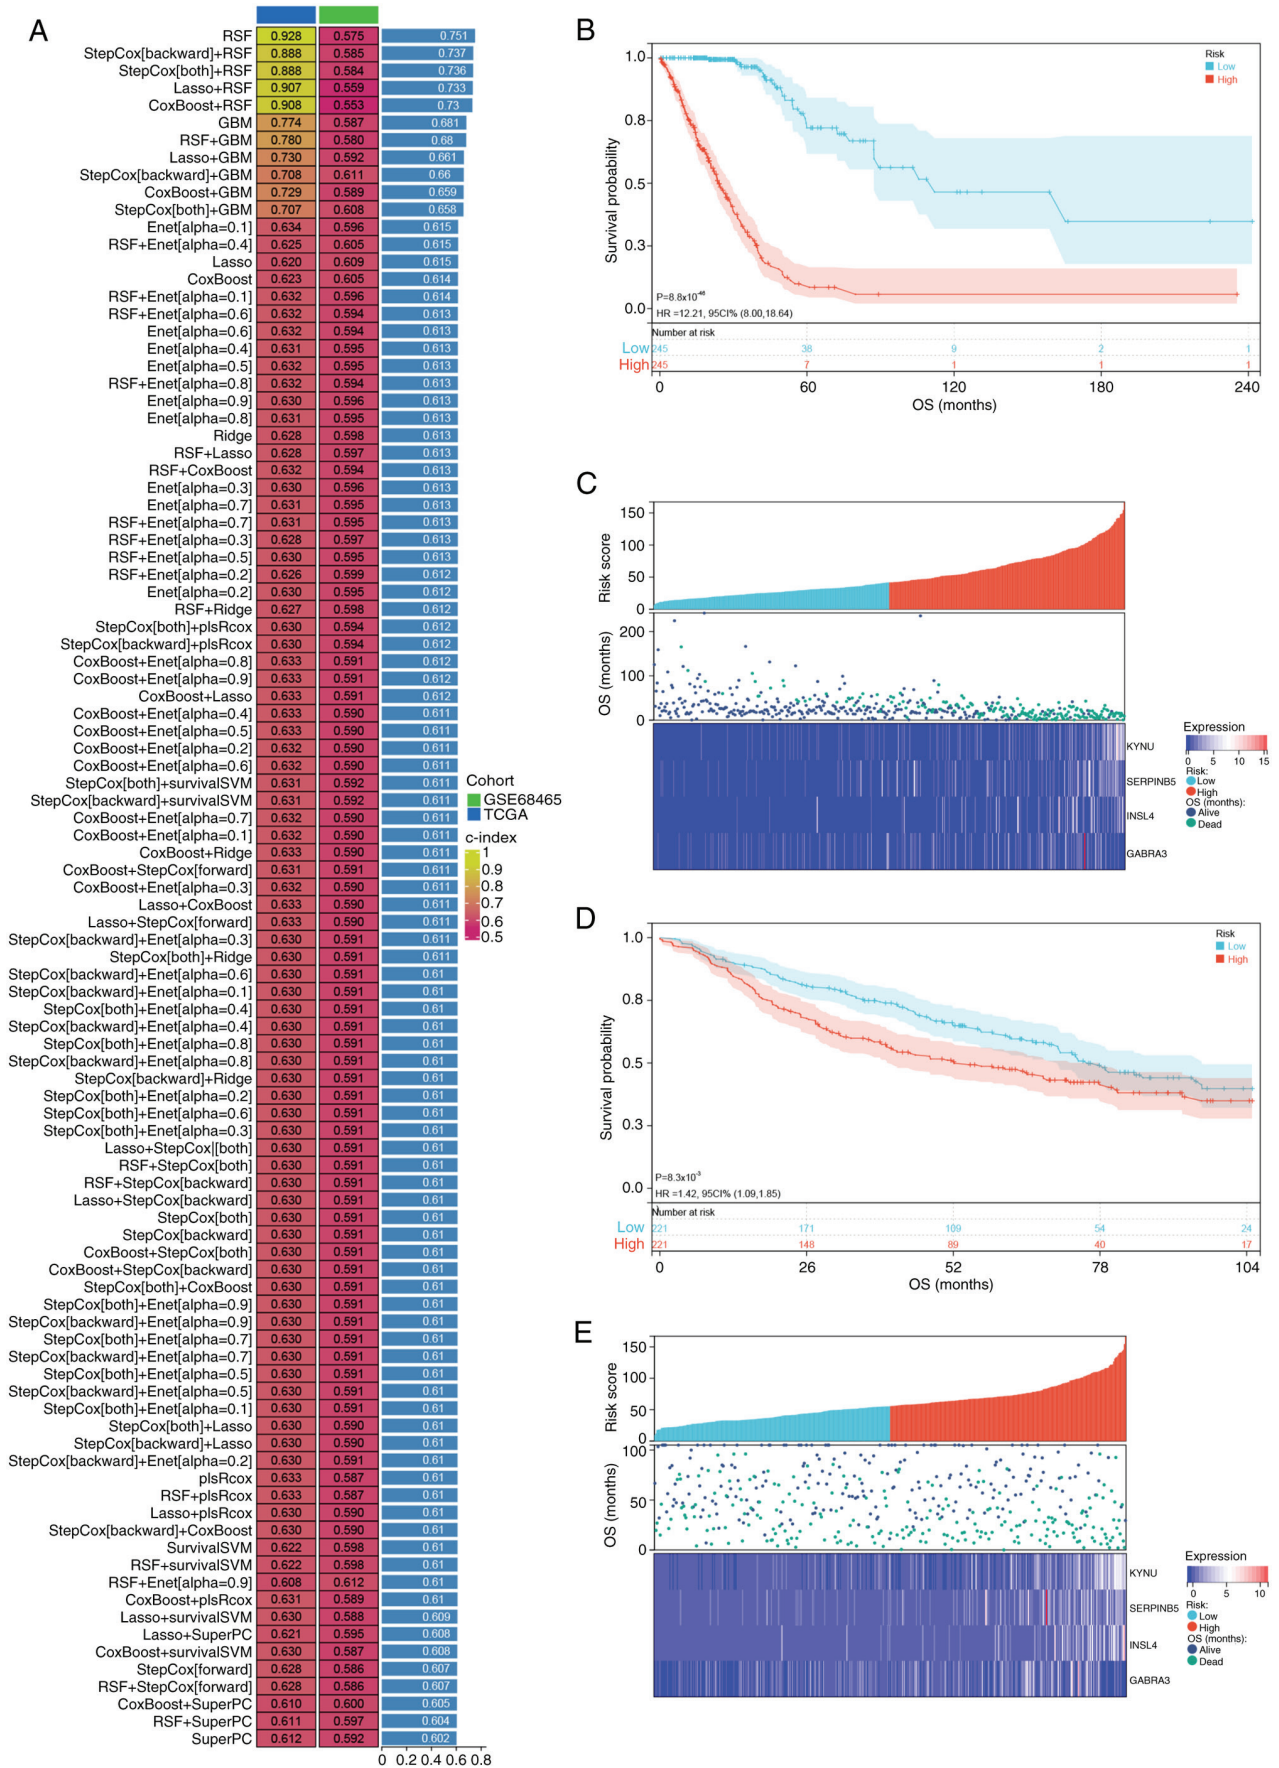 A
RSF 0.928 0.575 0.751
StepCox[backward]+RSF 0.888 0.585 0.737
StepCox[both]+RSF 0.888 0.584 0.736
Lasso+RSF 0.907 0.559 0.733
CoxBoost+RSF 0.908 0.553 0.73
GBM 0.774 0.587 0.681
RSF+GBM 0.780 0.580 0.68
Lasso+GBM 0.730 0.592 0.661
StepCox[backward]+GBM 0.708 0.611 0.66
CoxBoost+GBM 0.729 0.589 0.659
StepCox[both]+GBM 0.707 0.608 0.658
Enet[alpha=0.1] 0.634 0.596 0.615
RSF+Enet[alpha=0.4] 0.625 0.605 0.615
Lasso 0.620 0.609 0.615
CoxBoost 0.623 0.605 0.614
RSF+Enet[alpha=0.1] 0.632 0.596 0.614
RSF+Enet[alpha=0.6] 0.632 0.594 0.613
Enet[alpha=0.6] 0.632 0.594 0.613
Enet[alpha=0.4] 0.631 0.595 0.613
Enet[alpha=0.5] 0.632 0.595 0.613
RSF+Enet[alpha=0.8] 0.632 0.594 0.613
Enet[alpha=0.9] 0.630 0.596 0.613
Enet[alpha=0.8] 0.631 0.595 0.613
Ridge 0.628 0.598 0.613
RSF+Lasso 0.628 0.597 0.613
RSF+CoxBoost 0.632 0.594 0.613
Enet[alpha=0.3] 0.630 0.596 0.613
Enet[alpha=0.7] 0.631 0.595 0.613
RSF+Enet[alpha=0.7] 0.631 0.595 0.613
RSF+Enet[alpha=0.3] 0.628 0.597 0.613
RSF+Enet[alpha=0.5] 0.630 0.595 0.613
RSF+Enet[alpha=0.2] 0.626 0.599 0.612
Enet[alpha=0.2] 0.630 0.595 0.612
RSF+Ridge 0.627 0.598 0.612
StepCox[both]+plsRcox 0.630 0.594 0.612
StepCox[backward]+plsRcox 0.630 0.594 0.612
CoxBoost+Enet[alpha=0.8] 0.633 0.591 0.612
CoxBoost+Enet[alpha=0.9] 0.633 0.591 0.612
CoxBoost+Lasso 0.633 0.591 0.612
CoxBoost+Enet[alpha=0.4] 0.633 0.590 0.611
CoxBoost+Enet[alpha=0.5] 0.633 0.590 0.611
CoxBoost+Enet[alpha=0.2] 0.632 0.590 0.611
CoxBoost+Enet[alpha=0.6] 0.632 0.590 0.611
StepCox[both]+survivalSVM 0.631 0.592 0.611
StepCox[backward]+survivalSVM 0.631 0.592 0.611
CoxBoost+Enet[alpha=0.7] 0.632 0.590 0.611
CoxBoost+Enet[alpha=0.1] 0.632 0.590 0.611
CoxBoost+Ridge 0.633 0.590 0.611
CoxBoost+StepCox[forward] 0.631 0.591 0.611
CoxBoost+Enet[alpha=0.3] 0.632 0.590 0.611
Lasso+CoxBoost 0.633 0.590 0.611
Lasso+StepCox[forward] 0.633 0.590 0.611
StepCox[backward]+Enet[alpha=0.3] 0.630 0.591 0.611
StepCox[both]+Ridge 0.630 0.591 0.611
StepCox[backward]+Enet[alpha=0.6] 0.630 0.591 0.61
StepCox[backward]+Enet[alpha=0.1] 0.630 0.591 0.61
StepCox[both]+Enet[alpha=0.4] 0.630 0.591 0.61
StepCox[backward]+Enet[alpha=0.4] 0.630 0.591 0.61
StepCox[both]+Enet[alpha=0.8] 0.630 0.591 0.61
StepCox[backward]+Enet[alpha=0.8] 0.630 0.591 0.61
StepCox[backward]+Ridge 0.630 0.591 0.61
StepCox[both]+Enet[alpha=0.2] 0.630 0.591 0.61
StepCox[both]+Enet[alpha=0.6] 0.630 0.591 0.61
StepCox[both]+Enet[alpha=0.3] 0.630 0.591 0.61
Lasso+StepCox|[both] 0.630 0.591 0.61
RSF+StepCox[both] 0.630 0.591 0.61
RSF+StepCox[backward] 0.630 0.591 0.61
Lasso+StepCox[backward] 0.630 0.591 0.61
StepCox[both] 0.630 0.591 0.61
StepCox[backward] 0.630 0.591 0.61
CoxBoost+StepCox[both] 0.630 0.591 0.61
CoxBoost+StepCox[backward] 0.630 0.591 0.61
StepCox[both]+CoxBoost 0.630 0.591 0.61
StepCox[both]+Enet[alpha=0.9] 0.630 0.591 0.61
StepCox[backward]+Enet[alpha=0.9] 0.630 0.591 0.61
StepCox[both]+Enet[alpha=0.7] 0.630 0.591 0.61
StepCox[backward]+Enet[alpha=0.7] 0.630 0.591 0.61
StepCox[both]+Enet[alpha=0.5] 0.630 0.591 0.61
StepCox[backward]+Enet[alpha=0.5] 0.630 0.591 0.61
StepCox[both]+Enet[alpha=0.1] 0.630 0.591 0.61
StepCox[both]+Lasso 0.630 0.590 0.61
StepCox[backward]+Lasso 0.630 0.590 0.61
StepCox[backward]+Enet[alpha=0.2] 0.630 0.591 0.61
plsRcox 0.633 0.587 0.61
RSF+plsRcox 0.633 0.587 0.61
Lasso+plsRcox 0.630 0.590 0.61
StepCox[backward]+CoxBoost 0.630 0.590 0.61
SurvivalSVM 0.622 0.598 0.61
RSF+survivalSVM 0.622 0.598 0.61
RSF+Enet[alpha=0.9] 0.608 0.612 0.61
CoxBoost+plsRcox 0.631 0.589 0.61
Lasso+survivalSVM 0.630 0.588 0.609
Lasso+SuperPC 0.621 0.595 0.608
CoxBoost+survivalSVM 0.630 0.587 0.608
StepCox[forward] 0.628 0.586 0.607
RSF+StepCox[forward] 0.628 0.586 0.607
CoxBoost+SuperPC 0.610 0.600 0.605
RSF+SuperPC 0.611 0.597 0.604
SuperPC 0.612 0.592 0.602
0 0.2 0.4 0.6 0.8
Cohort
GSE68465
TCGA
c-index
1
0.9
0.8
0.7
0.6
0.5
B
Survival probability
1.0
0.8
0.5
0.3
0.0
Risk
Low
High
P=8.8x10-48
HR =12.21, 95CI% (8.00,18.64)
Number at risk
Low 245 38 9 2 1
High 245 7 1 1 1
0 60 120 180 240
OS (months)
C
Risk score
150
100
50
0
OS (months)
200
100
0
KYNU
SERPINB5
INSL4
GABRA3
Expression
0 5 10 15
Risk:
Low
High
OS (months):
Alive
Dead
D
Survival probability
1.0
0.8
0.5
0.3
0.0
Risk
Low
High
P=8.3x10-3
HR =1.42, 95CI% (1.09,1.85)
Number at risk
Low 221 171 109 54 24
High 221 148 89 40 17
0 26 52 78 104
OS (months)
E
Risk score
150
100
50
0
OS (months)
100
50
0
KYNU
SERPINB5
INSL4
GABRA3
Expression
0 5 10
Risk:
Low
High
OS (months):
Alive
Dead